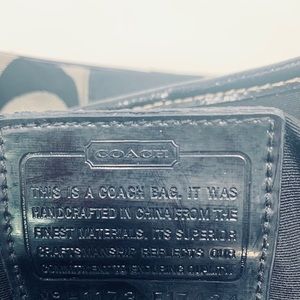 COACH
THIS IS A COACH BAG. IT WAS
HANDCRAFTED IN CHINA FROM THE
FINEST MATERIALS. ITS SUPERIOR
CRAFTSMANSHIP REFLECTS OUR
COMMITMENT TO ENDURING QUALITY.